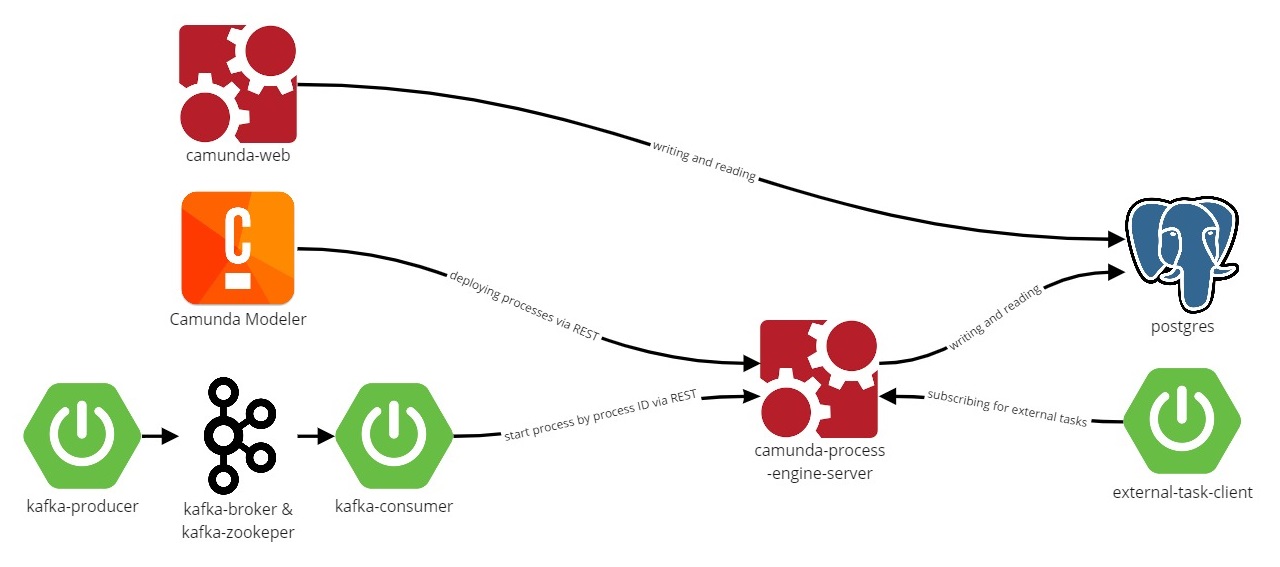 camunda-web
writing and reading
Camunda Modeler
deploying processes via REST
postgres
writing and reading
kafka-producer
kafka-broker &
kafka-zookeper
kafka-consumer
start process by process ID via REST
camunda-process
-engine-server
subscribing for external tasks
external-task-client